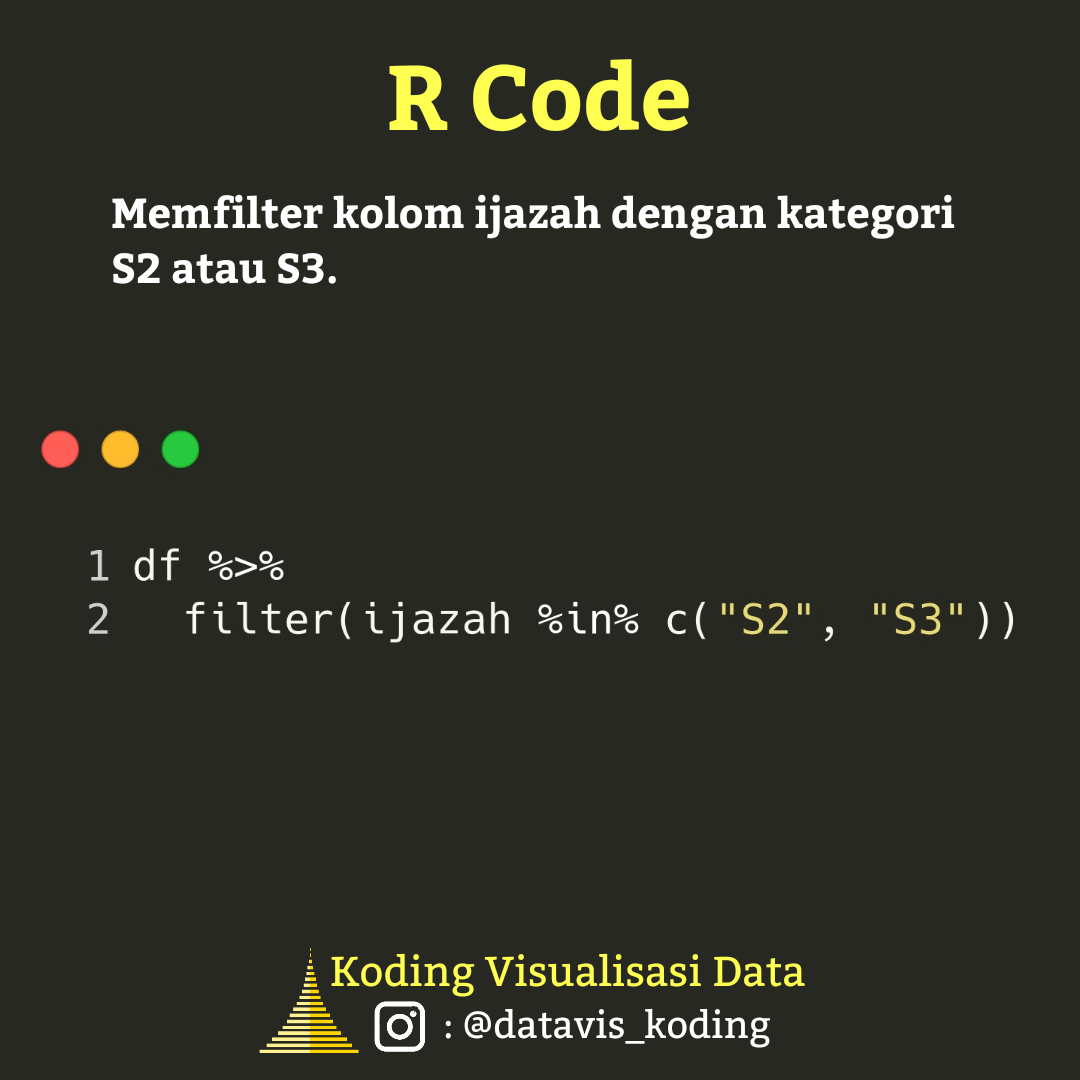 R Code
Memfilter kolom ijazah dengan kategori
S2 atau S3.
1 df %>%
2   filter(ijazah %in% c("S2", "S3"))
Koding Visualisasi Data
: @datavis_koding